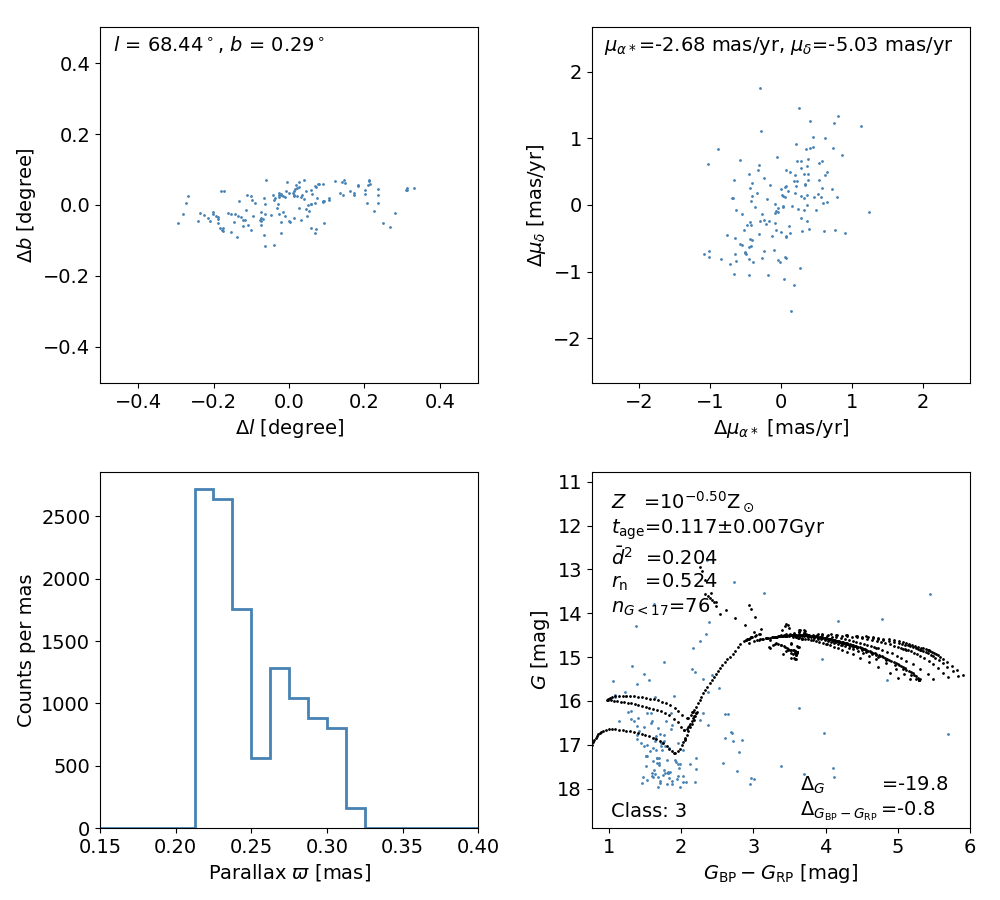 l = 68.44°, b = 0.29°
0.4
0.2
0.0
−0.2
−0.4
Δb [degree]
−0.4 −0.2 0.0 0.2 0.4
Δl [degree]
μα*=-2.68 mas/yr, μδ=-5.03 mas/yr
2
1
0
−1
−2
Δμδ [mas/yr]
−2 −1 0 1 2
Δμα* [mas/yr]
2500
2000
1500
1000
500
0
Counts per mas
0.15 0.20 0.25 0.30 0.35 0.40
Parallax ϖ [mas]
11
12
13
14
15
16
17
18
G [mag]
Z =10^−0.50 Z⊙
t_age=0.117±0.007Gyr
d̄² =0.204
r_n =0.524
n_G<17=76
Δ_G =-19.8
Δ_G_BP−G_RP =-0.8
Class: 3
1 2 3 4 5 6
G_BP − G_RP [mag]